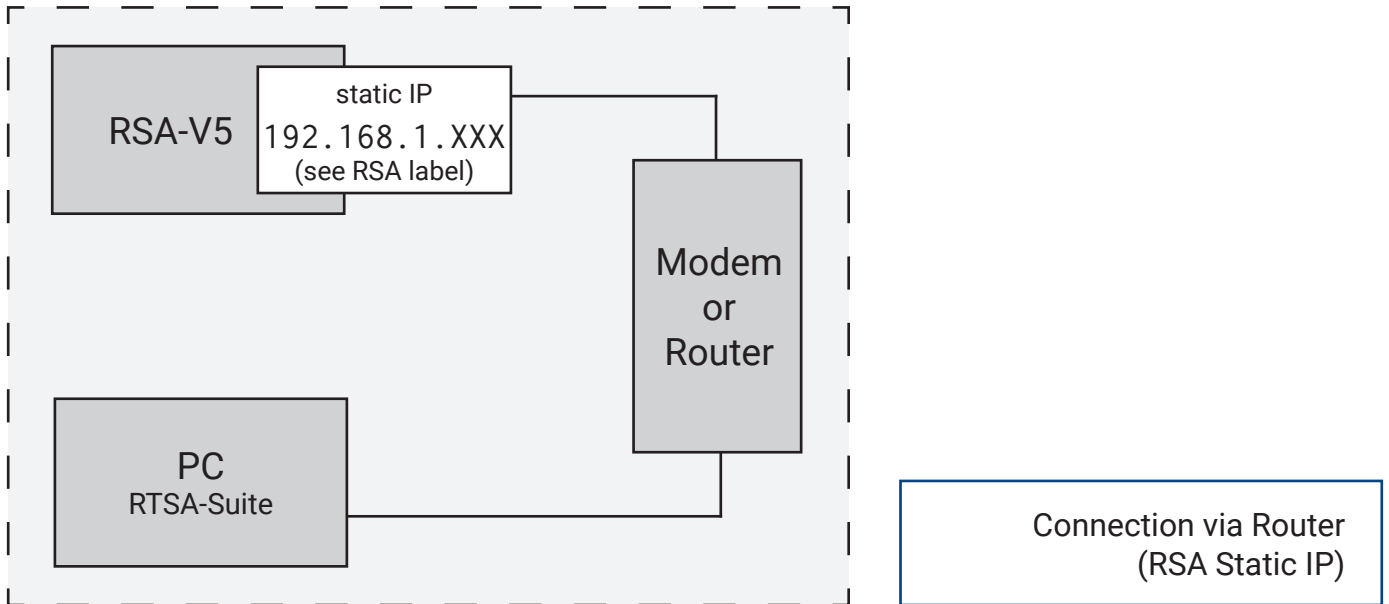 RSA-V5
static IP
192.168.1.XXX
(see RSA label)
Modem
or
Router
PC
RTSA-Suite
Connection via Router
(RSA Static IP)